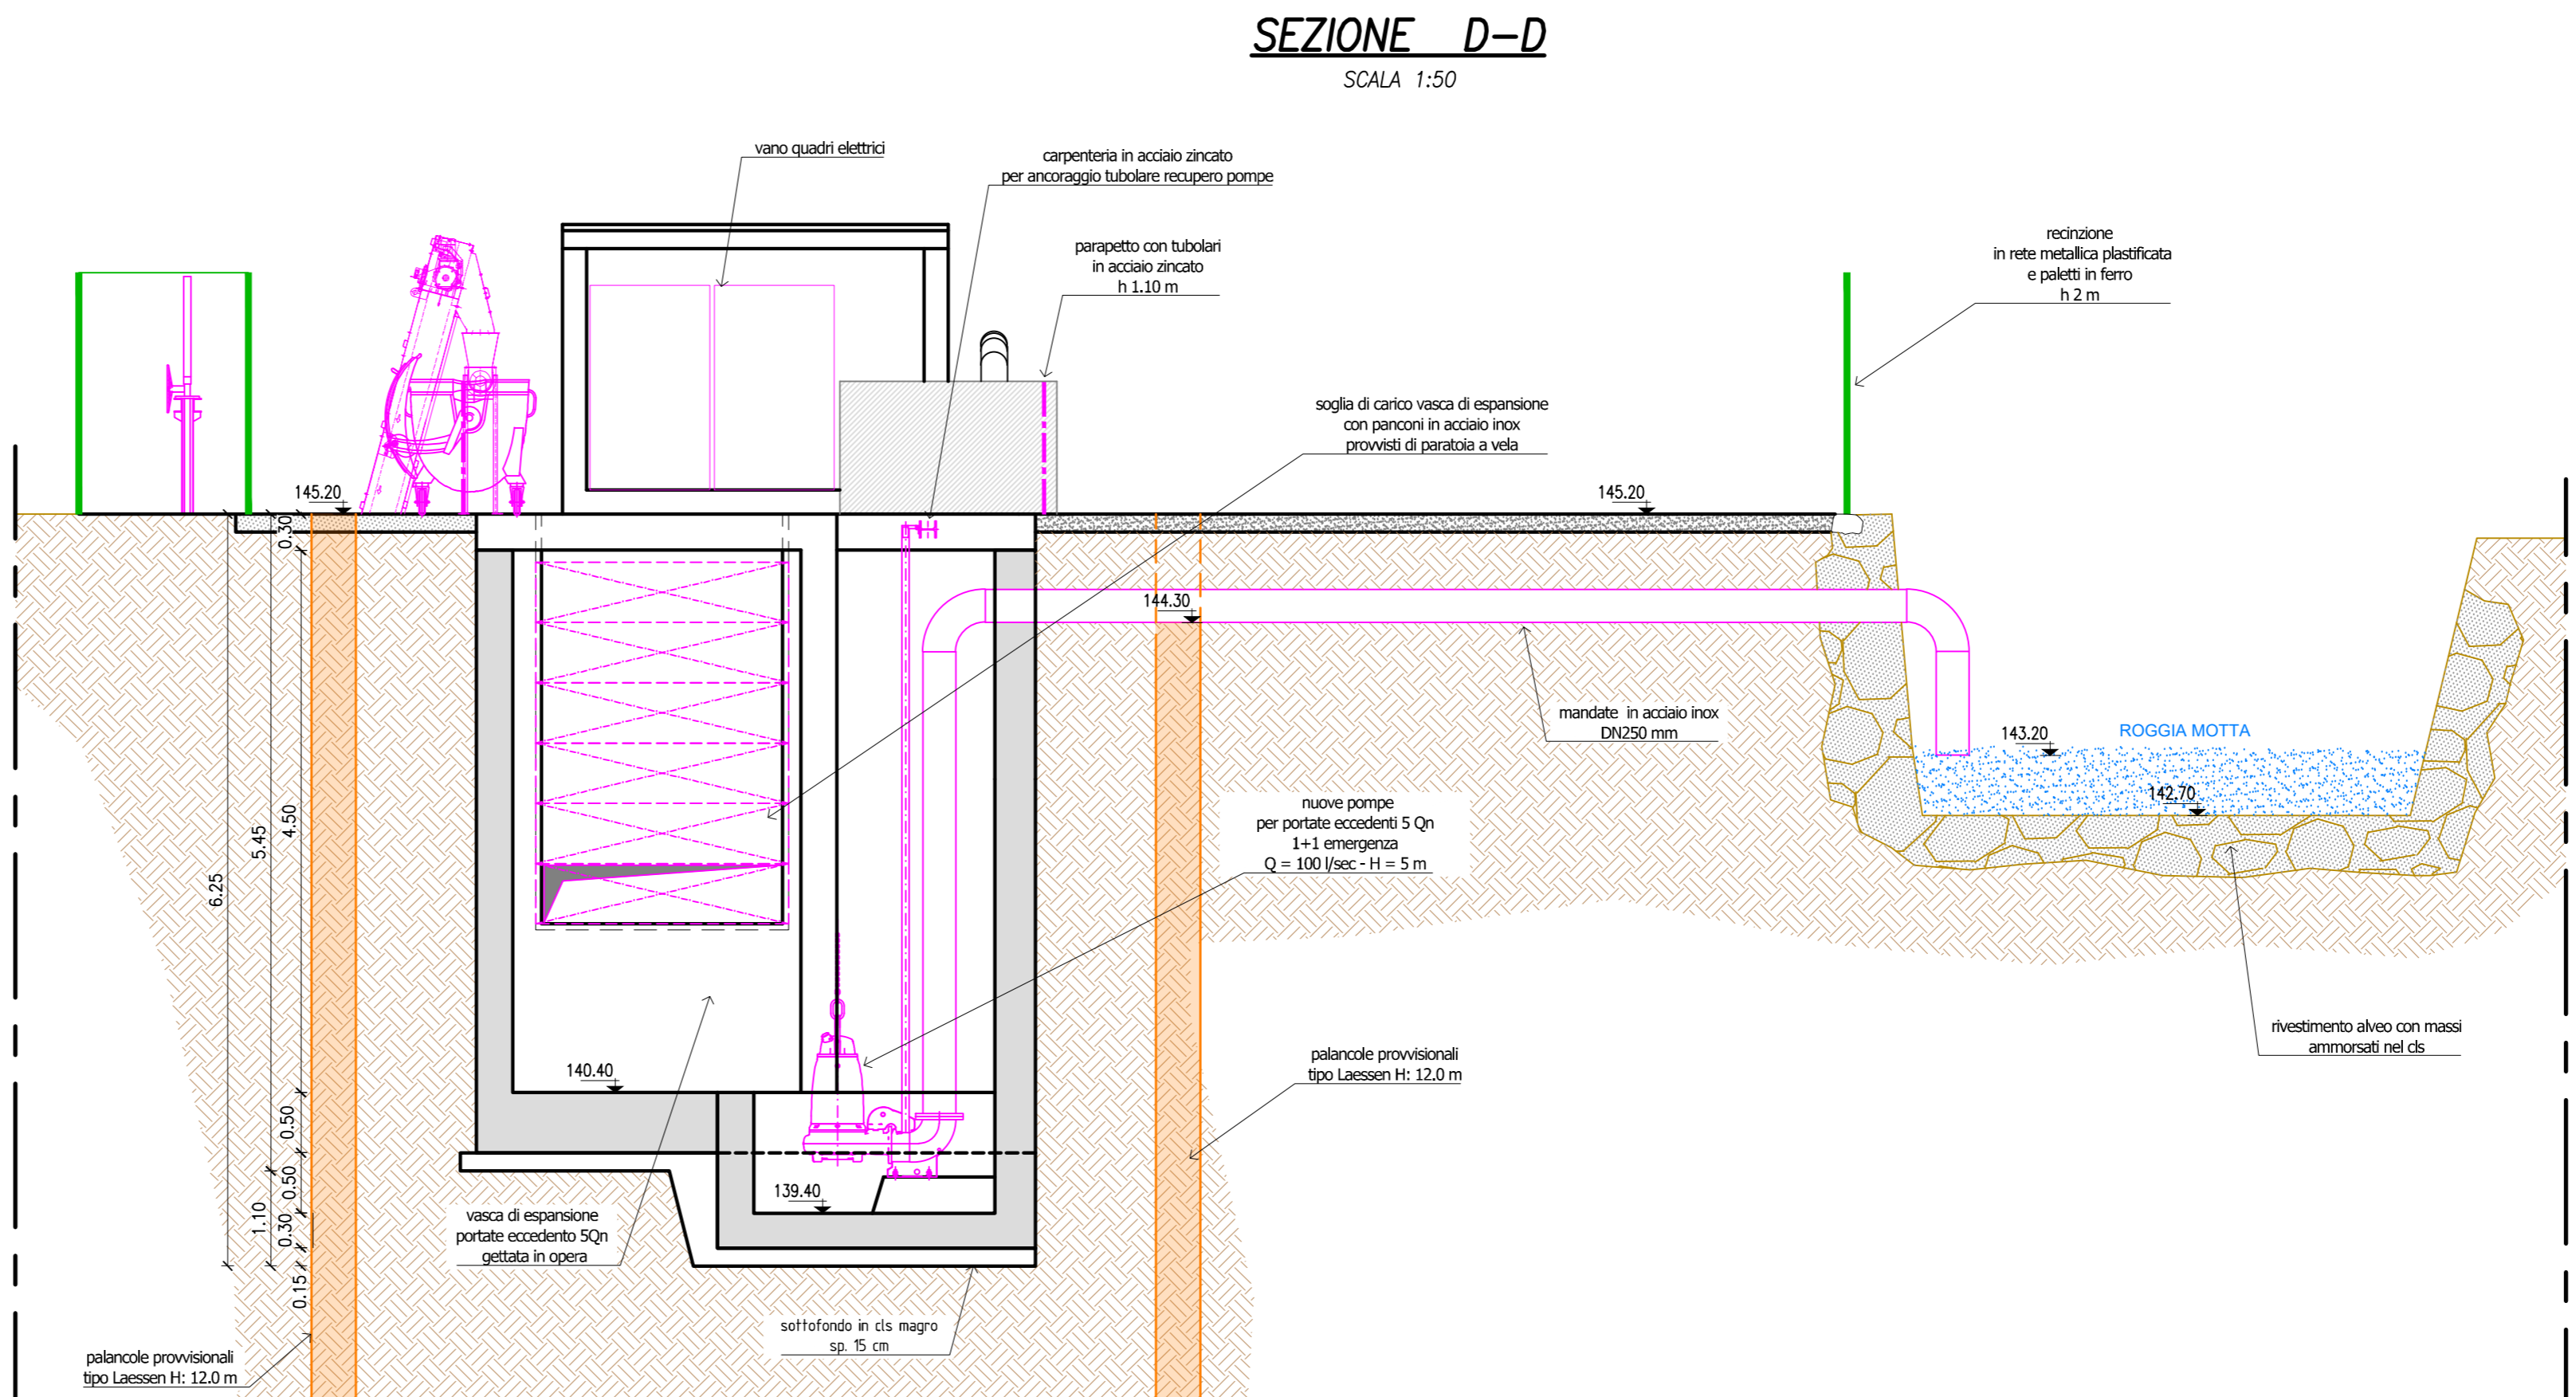 SEZIONE D-D
SCALA 1:50
vano quadri elettrici
carpenteria in acciaio zincato
per ancoraggio tubolare recupero pompe
parapetto con tubolari
in acciaio zincato
h 1.10 m
recinzione
in rete metallica plastificata
e paletti in ferro
h 2 m
soglia di carico vasca di espansione
con panconi in acciaio inox
provvisti di paratoia a vela
145.20
145.20
0.30
144.30
mandate in acciaio inox
DN250 mm
143.20
ROGGIA MOTTA
142.70
nuove pompe
per portate eccedenti 5 Qn
1+1 emergenza
Q = 100 l/sec - H = 5 m
4.50
5.45
6.25
rivestimento alveo con massi
ammorsati nel cls
palancole provvisionali
tipo Laessen H: 12.0 m
140.40
0.50
0.50
139.40
1.10
0.30
vasca di espansione
portate eccedento 5Qn
gettata in opera
0.15
sottofondo in cls magro
sp. 15 cm
palancole provvisionali
tipo Laessen H: 12.0 m